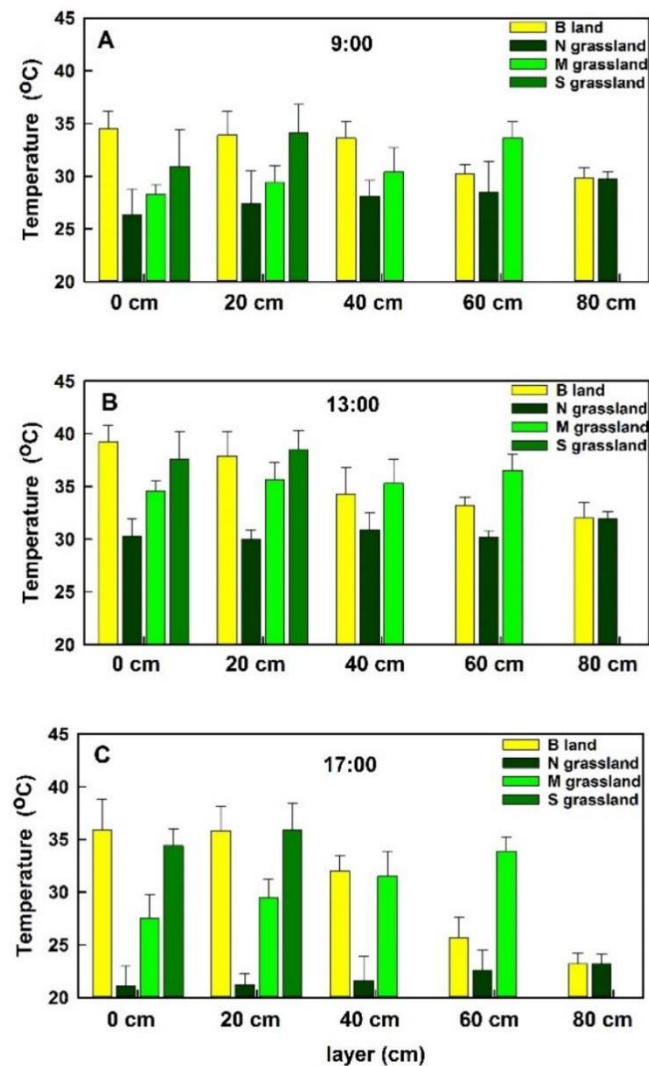 A
9:00
B land
N grassland
M grassland
S grassland
Temperature (°C)
45
40
35
30
25
20
0 cm
20 cm
40 cm
60 cm
80 cm
B
13:00
B land
N grassland
M grassland
S grassland
Temperature (°C)
45
40
35
30
25
20
0 cm
20 cm
40 cm
60 cm
80 cm
C
17:00
B land
N grassland
M grassland
S grassland
Temperature (°C)
45
40
35
30
25
20
0 cm
20 cm
40 cm
60 cm
80 cm
layer (cm)